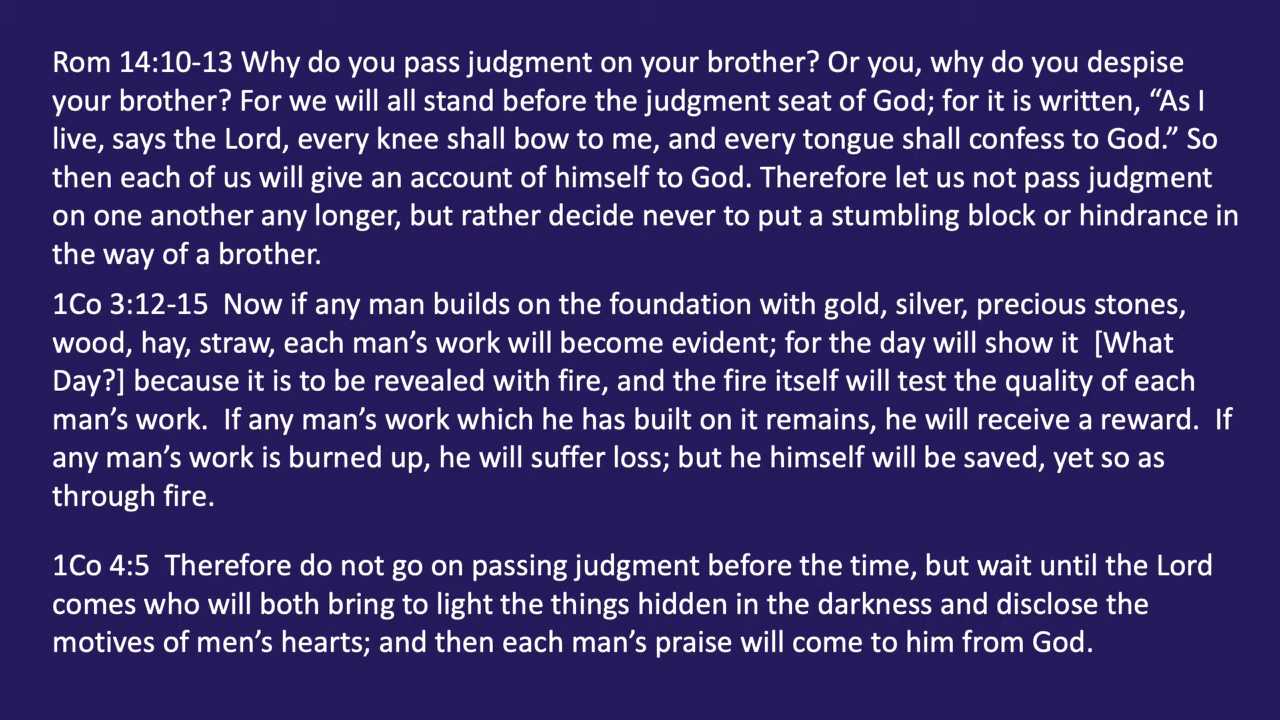 Rom 14:10-13 Why do you pass judgment on your brother? Or you, why do you despise
your brother? For we will all stand before the judgment seat of God; for it is written, “As I
live, says the Lord, every knee shall bow to me, and every tongue shall confess to God.” So
then each of us will give an account of himself to God. Therefore let us not pass judgment
on one another any longer, but rather decide never to put a stumbling block or hindrance in
the way of a brother.
1Co 3:12-15  Now if any man builds on the foundation with gold, silver, precious stones,
wood, hay, straw, each man’s work will become evident; for the day will show it  [What
Day?] because it is to be revealed with fire, and the fire itself will test the quality of each
man’s work.  If any man’s work which he has built on it remains, he will receive a reward.  If
any man’s work is burned up, he will suffer loss; but he himself will be saved, yet so as
through fire.
1Co 4:5  Therefore do not go on passing judgment before the time, but wait until the Lord
comes who will both bring to light the things hidden in the darkness and disclose the
motives of men’s hearts; and then each man’s praise will come to him from God.